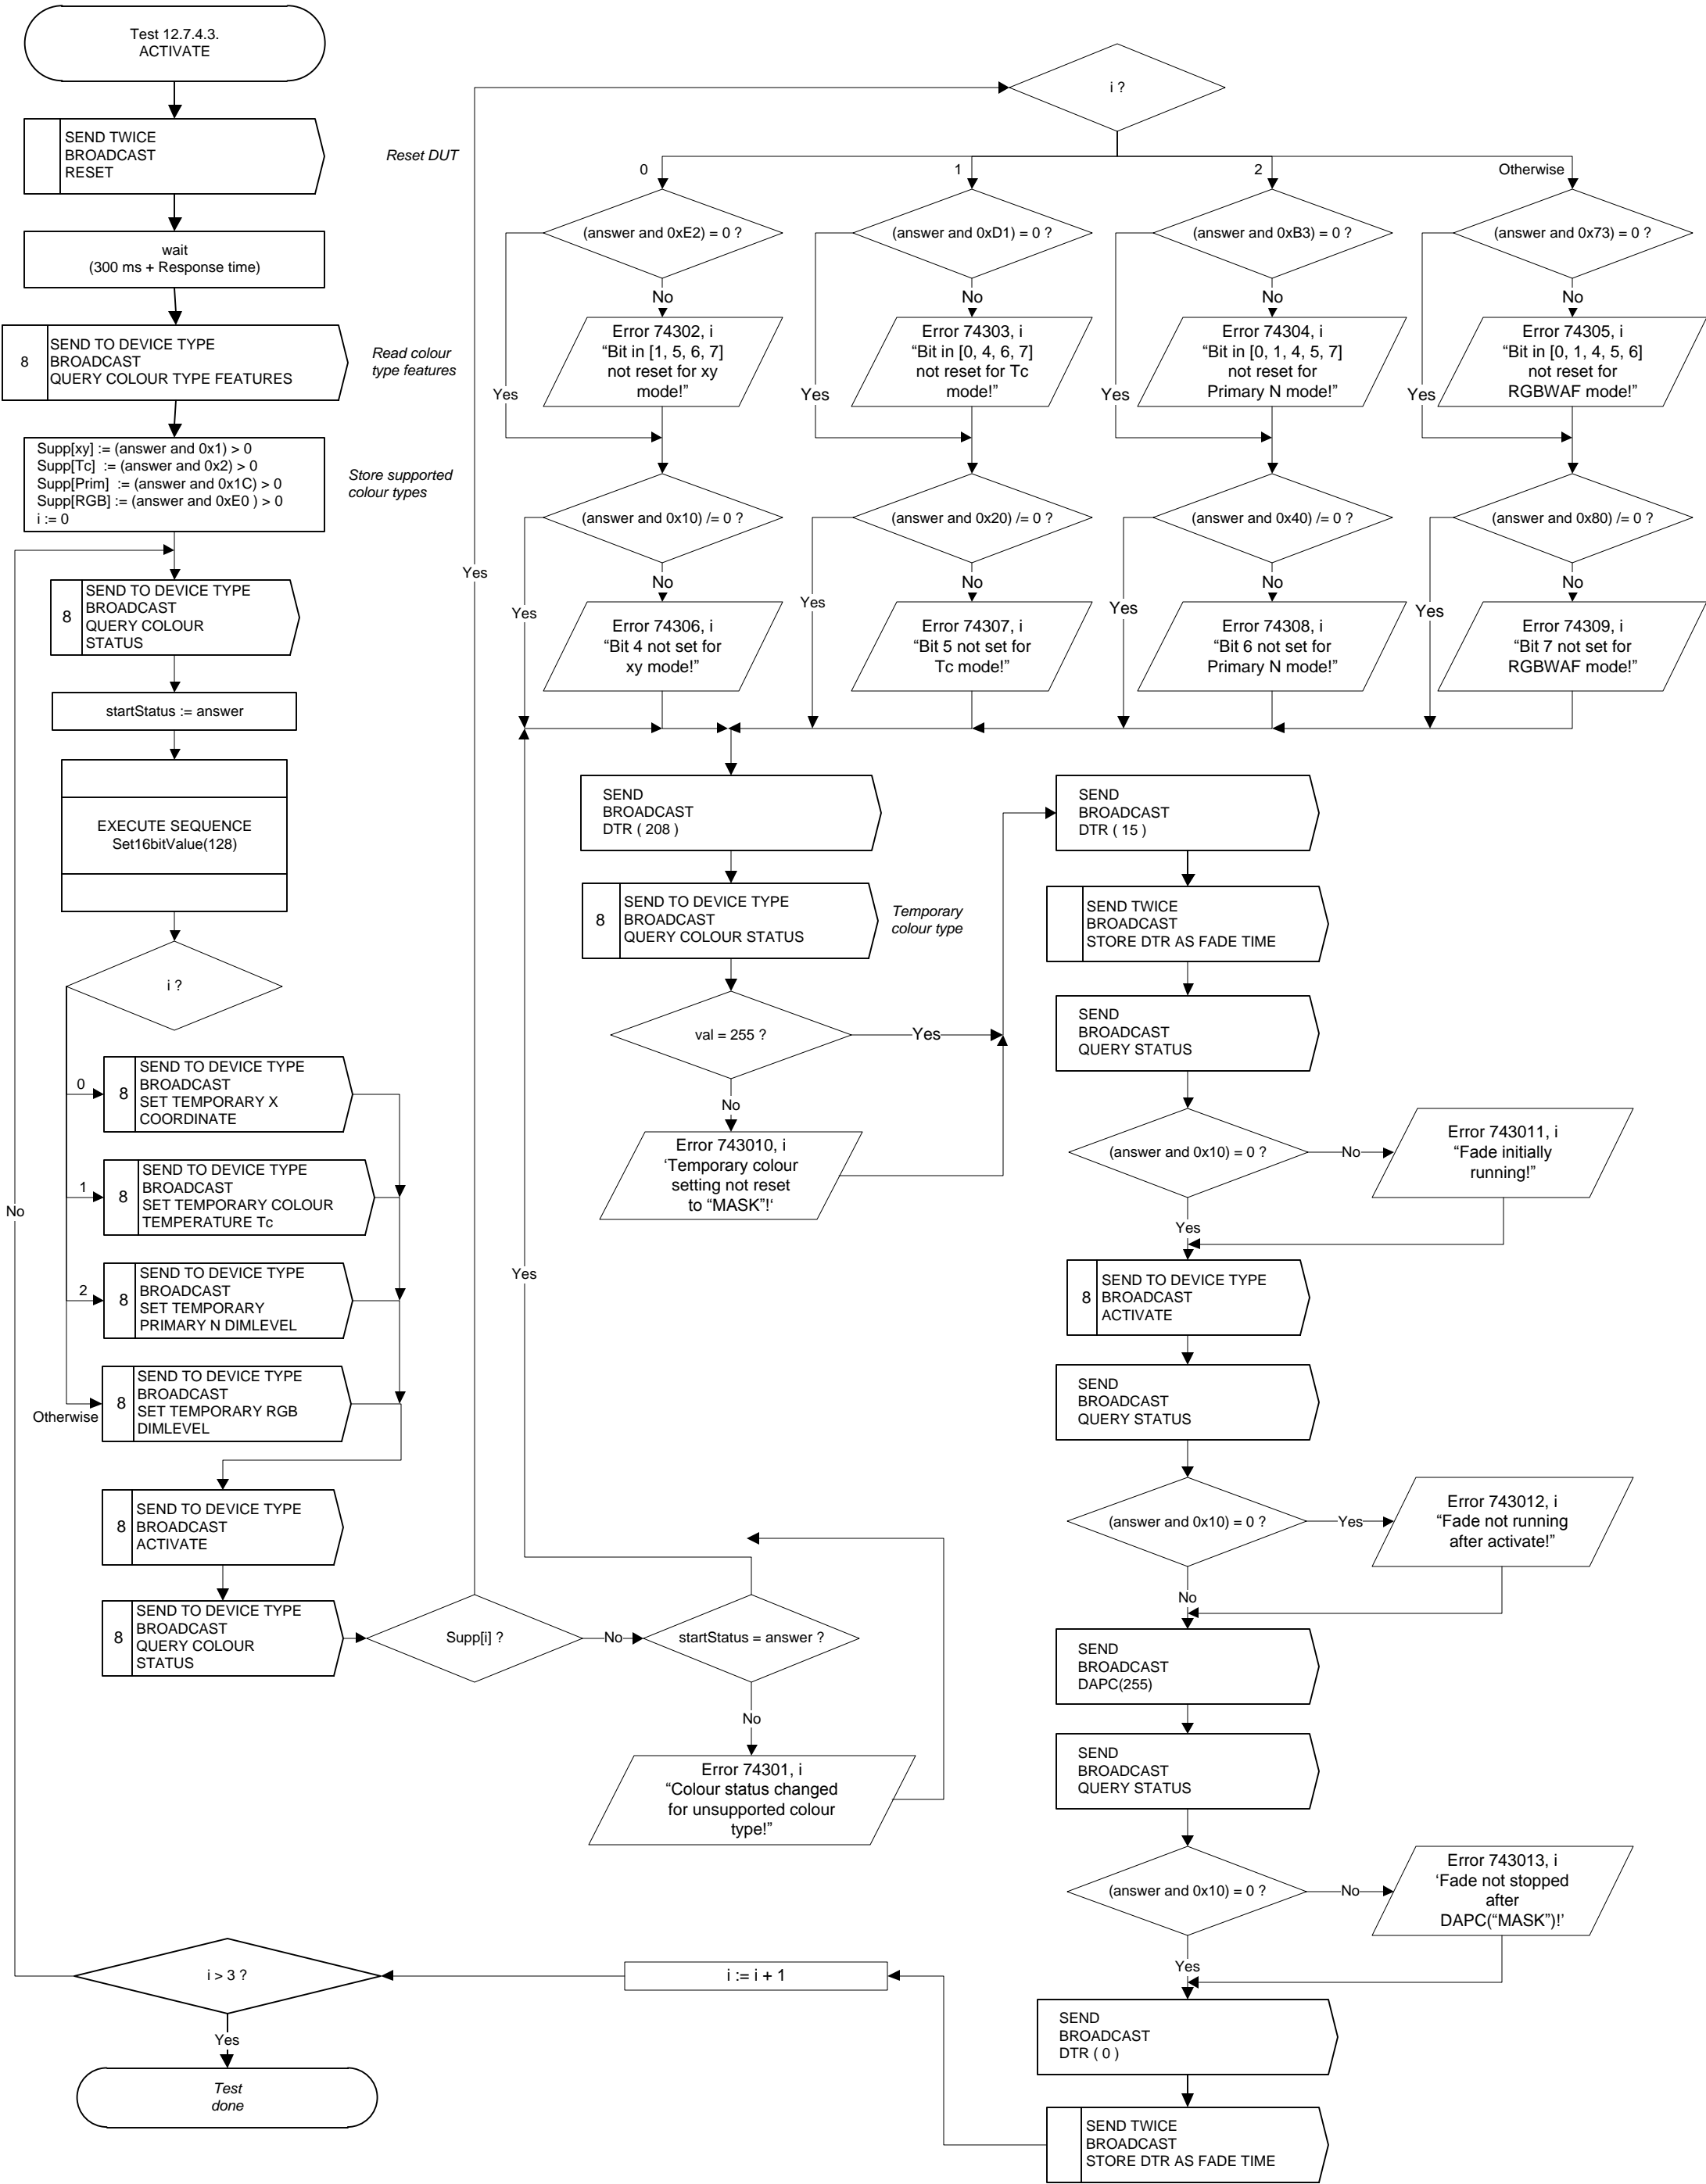 Test 12.7.4.3.
ACTIVATE
SEND TWICE
BROADCAST
RESET
Reset DUT
wait
(300 ms + Response time)
8
SEND TO DEVICE TYPE
BROADCAST
QUERY COLOUR TYPE FEATURES
Read colour
type features
Supp[xy] := (answer and 0x1) > 0
Supp[Tc] := (answer and 0x2) > 0
Supp[Prim] := (answer and 0x1C) > 0
Supp[RGB] := (answer and 0xE0 ) > 0
i := 0
Store supported
colour types
8
SEND TO DEVICE TYPE
BROADCAST
QUERY COLOUR
STATUS
startStatus := answer
EXECUTE SEQUENCE
Set16bitValue(128)
i ?
0
8
SEND TO DEVICE TYPE
BROADCAST
SET TEMPORARY X
COORDINATE
1
8
SEND TO DEVICE TYPE
BROADCAST
SET TEMPORARY COLOUR
TEMPERATURE Tc
2
8
SEND TO DEVICE TYPE
BROADCAST
SET TEMPORARY
PRIMARY N DIMLEVEL
Otherwise
8
SEND TO DEVICE TYPE
BROADCAST
SET TEMPORARY RGB
DIMLEVEL
8
SEND TO DEVICE TYPE
BROADCAST
ACTIVATE
8
SEND TO DEVICE TYPE
BROADCAST
QUERY COLOUR
STATUS
Supp[i] ?
No
startStatus = answer ?
No
Error 74301, i
“Colour status changed
for unsupported colour
type!”
Yes
Yes
i ?
0
1
2
Otherwise
(answer and 0xE2) = 0 ?
(answer and 0xD1) = 0 ?
(answer and 0xB3) = 0 ?
(answer and 0x73) = 0 ?
No
No
No
No
Yes
Yes
Yes
Yes
Error 74302, i
“Bit in [1, 5, 6, 7]
not reset for xy
mode!”
Error 74303, i
“Bit in [0, 4, 6, 7]
not reset for Tc
mode!”
Error 74304, i
“Bit in [0, 1, 4, 5, 7]
not reset for
Primary N mode!”
Error 74305, i
“Bit in [0, 1, 4, 5, 6]
not reset for
RGBWAF mode!”
(answer and 0x10) /= 0 ?
(answer and 0x20) /= 0 ?
(answer and 0x40) /= 0 ?
(answer and 0x80) /= 0 ?
No
No
No
No
Yes
Yes
Yes
Yes
Error 74306, i
“Bit 4 not set for
xy mode!”
Error 74307, i
“Bit 5 not set for
Tc mode!”
Error 74308, i
“Bit 6 not set for
Primary N mode!”
Error 74309, i
“Bit 7 not set for
RGBWAF mode!”
SEND
BROADCAST
DTR ( 208 )
8
SEND TO DEVICE TYPE
BROADCAST
QUERY COLOUR STATUS
Temporary
colour type
val = 255 ?
Yes
No
Error 743010, i
‘Temporary colour
setting not reset
to “MASK”!‘
SEND
BROADCAST
DTR ( 15 )
SEND TWICE
BROADCAST
STORE DTR AS FADE TIME
SEND
BROADCAST
QUERY STATUS
(answer and 0x10) = 0 ?
No
Error 743011, i
“Fade initially
running!”
Yes
8
SEND TO DEVICE TYPE
BROADCAST
ACTIVATE
SEND
BROADCAST
QUERY STATUS
(answer and 0x10) = 0 ?
Yes
Error 743012, i
“Fade not running
after activate!”
No
SEND
BROADCAST
DAPC(255)
SEND
BROADCAST
QUERY STATUS
(answer and 0x10) = 0 ?
No
Error 743013, i
‘Fade not stopped
after
DAPC(“MASK”)!’
Yes
SEND
BROADCAST
DTR ( 0 )
SEND TWICE
BROADCAST
STORE DTR AS FADE TIME
i := i + 1
i > 3 ?
No
Yes
Test
done